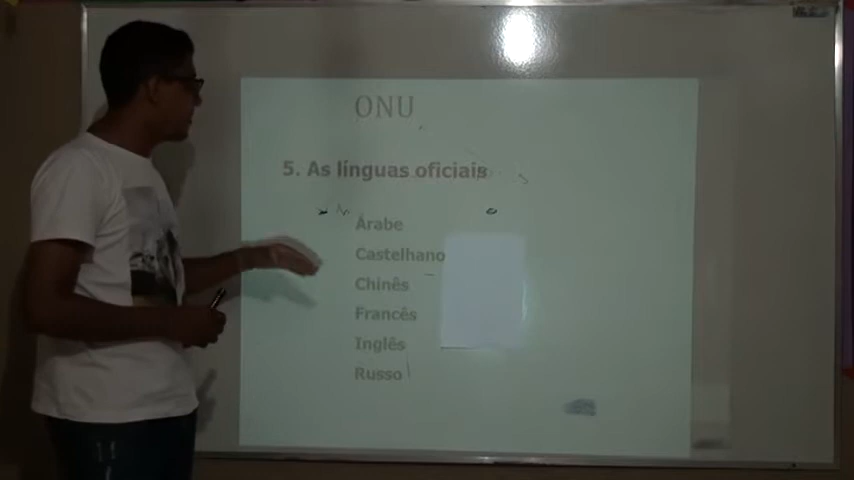 ONU
5. As línguas oficiais
Árabe
Castelhano
Chinês
Francês
Inglês
Russo